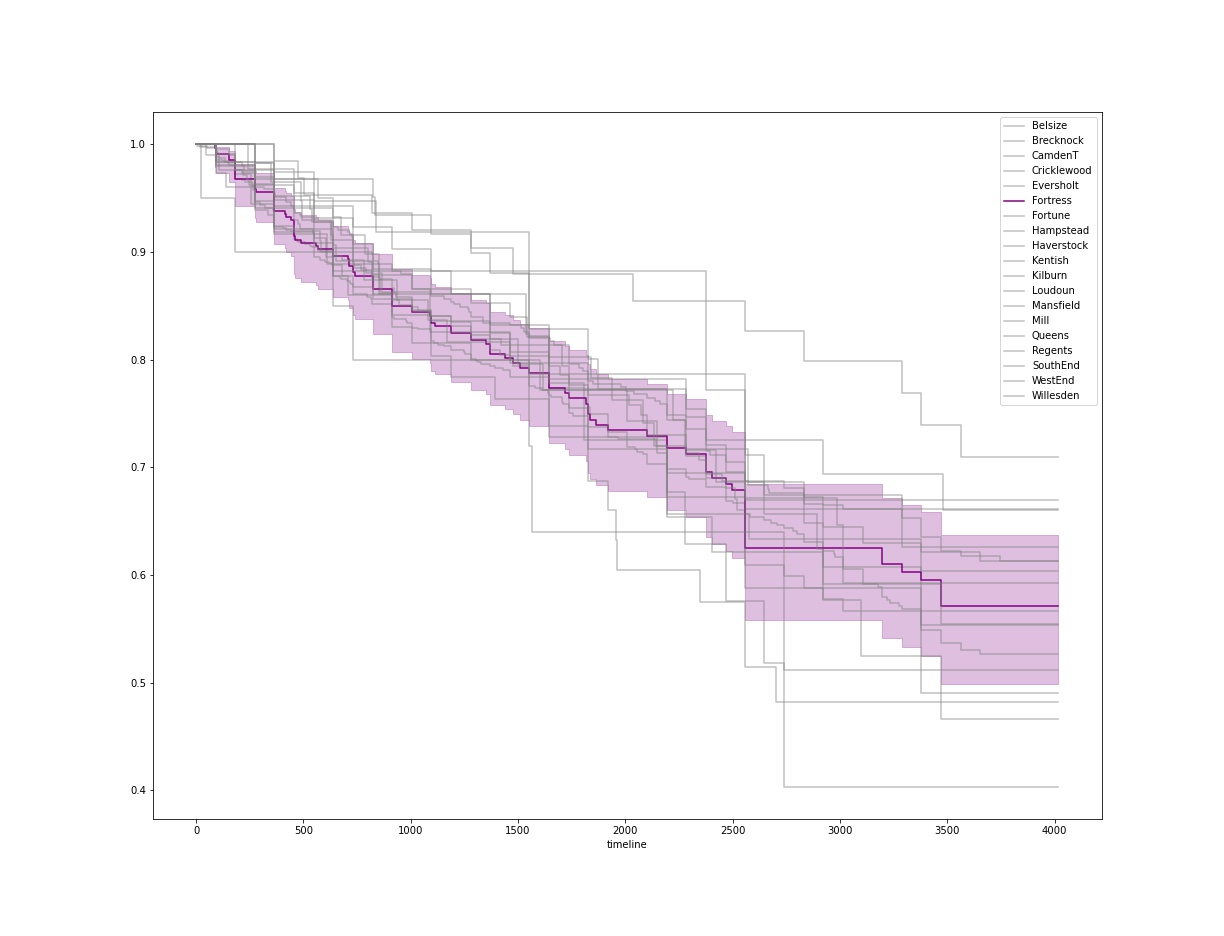 1.0
0.9
0.8
0.7
0.6
0.5
0.4
0 500 1000 1500 2000 2500 3000 3500 4000
timeline
Belsize
Brecknock
CamdenT
Cricklewood
Eversholt
Fortress
Fortune
Hampstead
Haverstock
Kentish
Kilburn
Loudoun
Mansfield
Mill
Queens
Regents
SouthEnd
WestEnd
Willesden